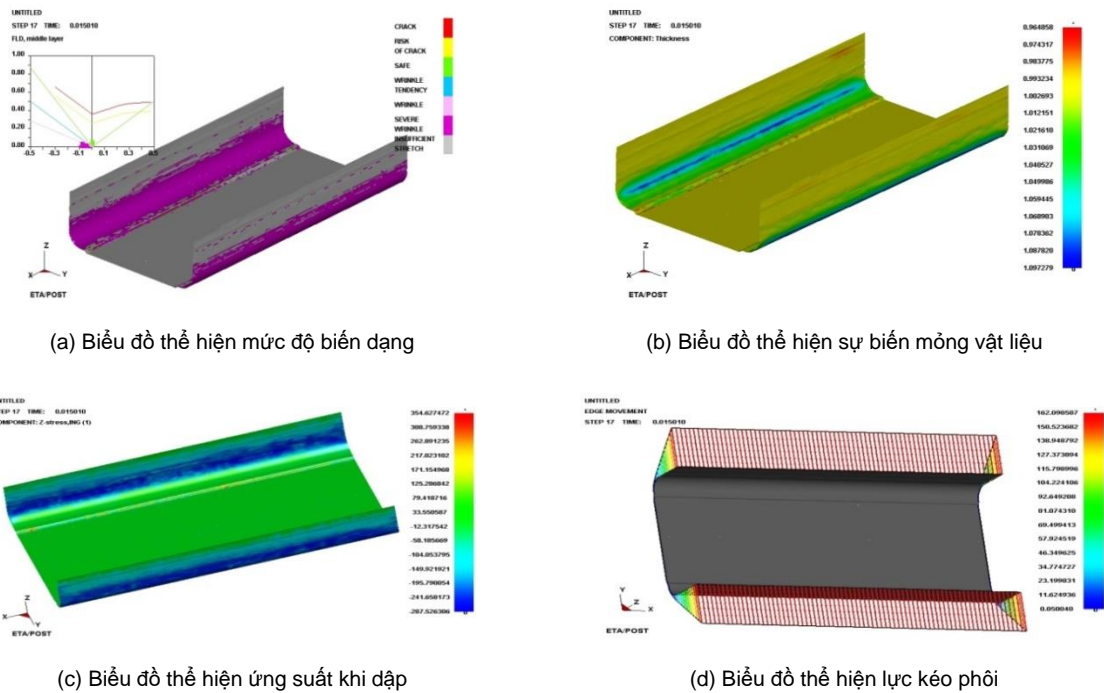 UNTITLED
STEP 17 TIME: 0.015010
FLD, middle layer
1.00
0.80
0.60
0.40
0.20
0.00
-0.5 -0.3 -0.1 0.1 0.3 0.5
CRACK
RISK
OF CRACK
SAFE
WRINKLE
TENDENCY
WRINKLE
SEVERE
WRINKLE
INSUFFICIENT
STRETCH
Z
X Y
ETA/POST
(a) Biểu đồ thể hiện mức độ biến dạng
UNTITLED
STEP 17 TIME: 0.015010
COMPONENT: Thickness
0.964858
0.974317
0.983775
0.993234
1.002693
1.012151
1.021610
1.031069
1.040527
1.049986
1.059445
1.068903
1.078362
1.087820
1.097279
Z
X Y
ETA/POST
(b) Biểu đồ thể hiện sự biến mỏng vật liệu
UNTITLED
STEP 17 TIME: 0.015010
COMPONENT: Z-stress,ING (1)
354.627472
308.759338
262.891235
217.023102
171.154968
125.286842
79.418716
33.550587
-12.317542
-58.185669
-104.053795
-149.921921
-195.790054
-241.658173
-287.526306
Z
X
Y
ETA/POST
(c) Biểu đồ thể hiện ứng suất khi dập
UNTITLED
EDGE MOVEMENT
STEP 17 TIME: 0.015010
162.098587
150.523682
138.948792
127.373894
115.798996
104.224106
92.649208
81.074310
69.499413
57.924519
46.349625
34.774727
23.199831
11.624936
0.050040
Y
Z
X
ETA/POST
(d) Biểu đồ thể hiện lực kéo phôi